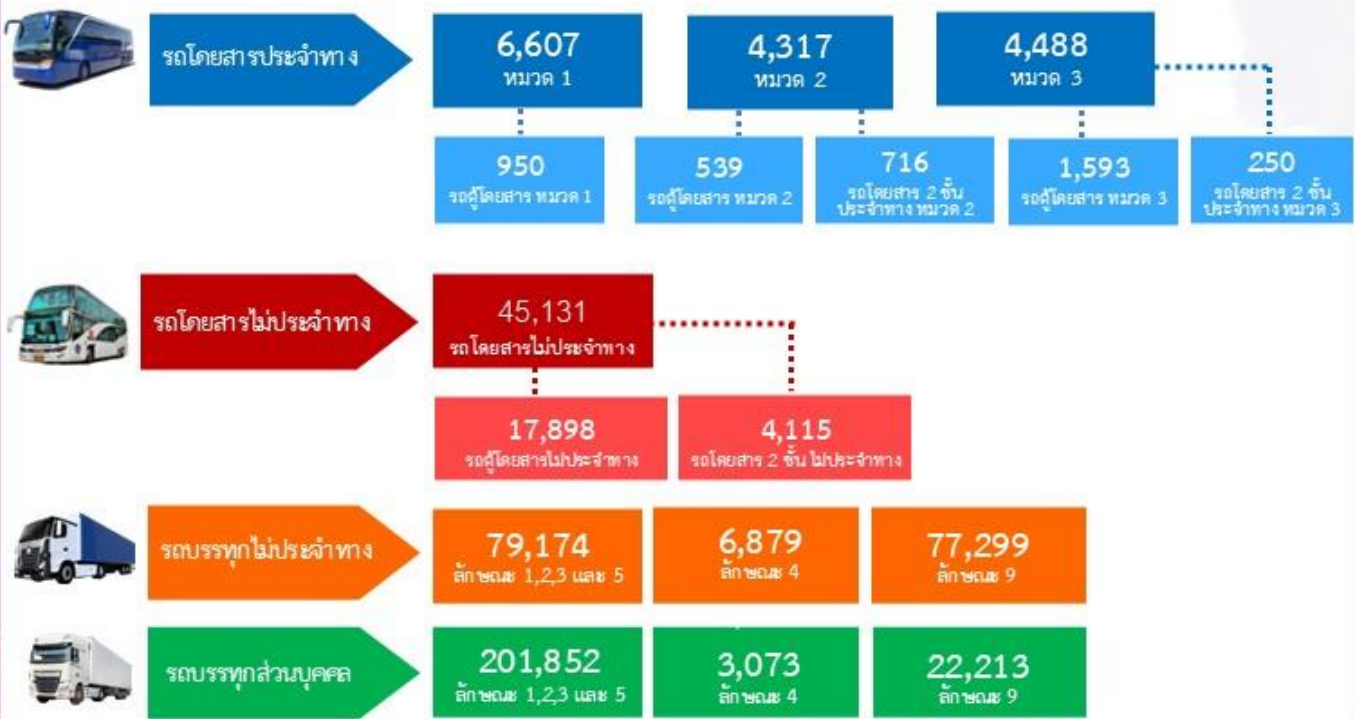 รถโดยสารประจำทาง
6,607
หมวด 1
4,317
หมวด 2
4,488
หมวด 3
950
รถตู้โดยสาร หมวด 1
539
รถตู้โดยสาร หมวด 2
716
รถโดยสาร 2 ชั้น
ประจำทาง หมวด 2
1,593
รถตู้โดยสาร หมวด 3
250
รถโดยสาร 2 ชั้น
ประจำทาง หมวด 3
รถโดยสารไม่ประจำทาง
45,131
รถโดยสารไม่ประจำทาง
17,898
รถตู้โดยสารไม่ประจำทาง
4,115
รถโดยสาร 2 ชั้น ไม่ประจำทาง
รถบรรทุกไม่ประจำทาง
79,174
ลักษณะ 1,2,3 และ 5
6,879
ลักษณะ 4
77,299
ลักษณะ 9
รถบรรทุกส่วนบุคคล
201,852
ลักษณะ 1,2,3 และ 5
3,073
ลักษณะ 4
22,213
ลักษณะ 9